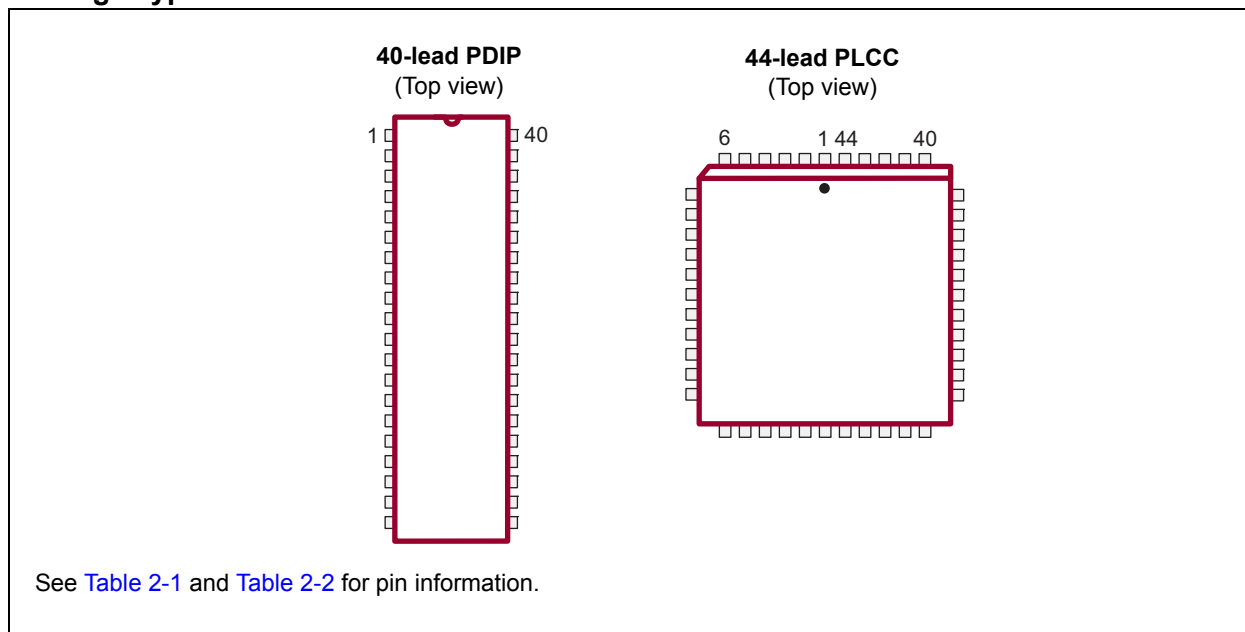 40-lead PDIP
(Top view)
1
40
44-lead PLCC
(Top view)
6 1 44 40
See Table 2-1 and Table 2-2 for pin information.